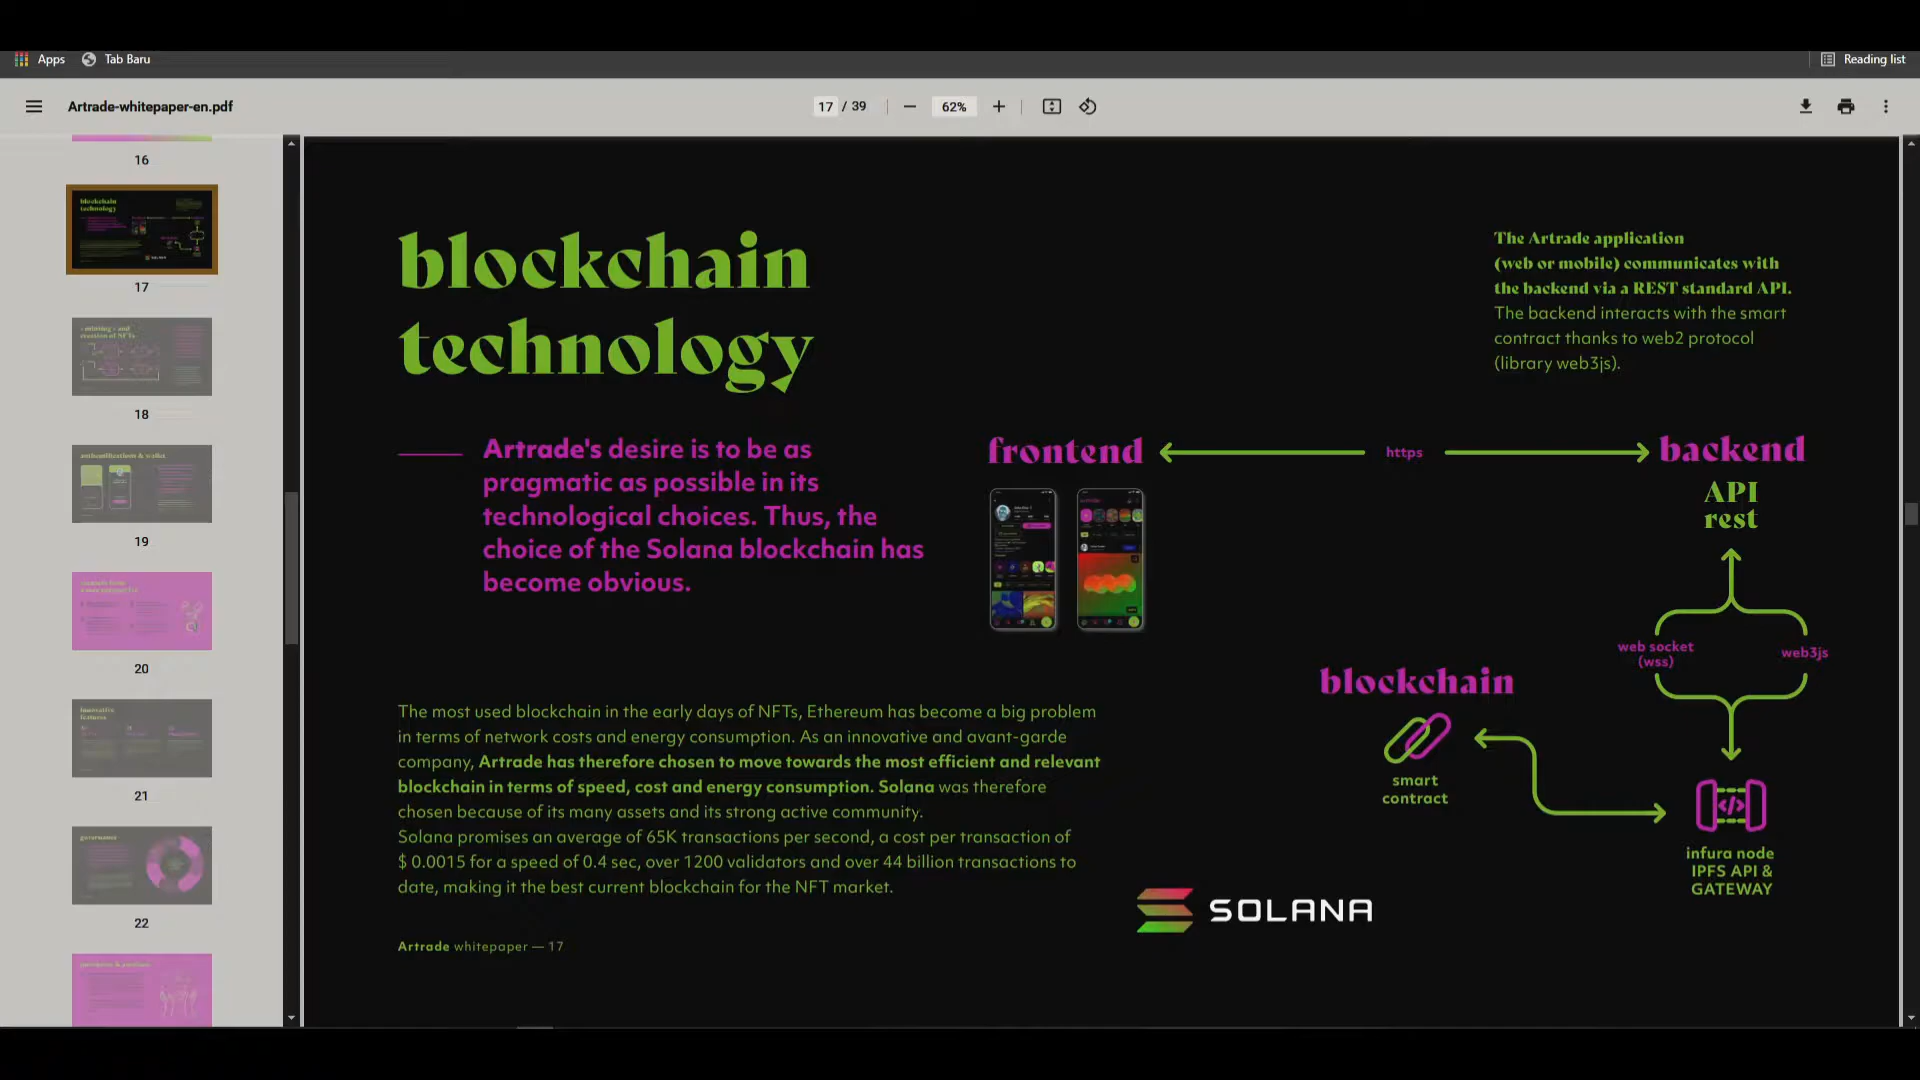 Apps
Tab Baru
Reading list
Artrade-whitepaper-en.pdf
17 / 39
62%
16
17
18
19
20
21
22
blockchain
technology
blockchain
technology
The Artrade application
(web or mobile) communicates with
the backend via a REST standard API.
The backend interacts with the smart
contract thanks to web2 protocol
(library web3js).
Artrade's desire is to be as
pragmatic as possible in its
technological choices. Thus, the
choice of the Solana blockchain has
become obvious.
frontend
https
backend
API
rest
web socket
(wss)
web3js
blockchain
smart
contract
infura node
IPFS API &
GATEWAY
The most used blockchain in the early days of NFTs, Ethereum has become a big problem
in terms of network costs and energy consumption. As an innovative and avant-garde
company, Artrade has therefore chosen to move towards the most efficient and relevant
blockchain in terms of speed, cost and energy consumption. Solana was therefore
chosen because of its many assets and its strong active community.
Solana promises an average of 65K transactions per second, a cost per transaction of
$ 0.0015 for a speed of 0.4 sec, over 1200 validators and over 44 billion transactions to
date, making it the best current blockchain for the NFT market.
SOLANA
Artrade whitepaper — 17